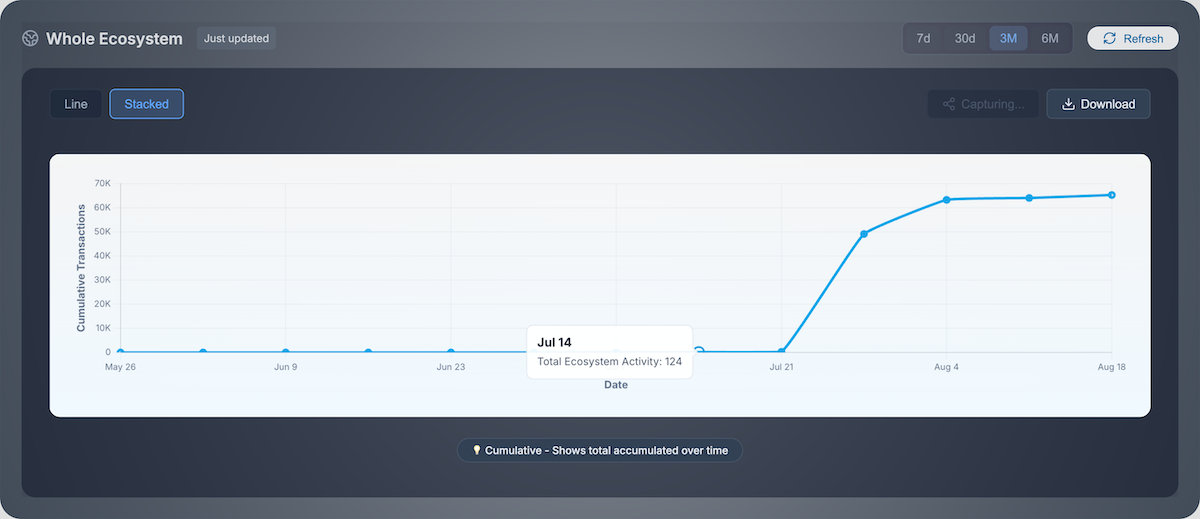 Whole Ecosystem
Just updated
7d
30d
3M
6M
Refresh
Line
Stacked
Capturing...
Download
Cumulative Transactions
70K
60K
50K
40K
30K
20K
10K
0
Jul 14
Total Ecosystem Activity: 124
May 26
Jun 9
Jun 23
Jul 21
Aug 4
Aug 18
Date
Cumulative - Shows total accumulated over time